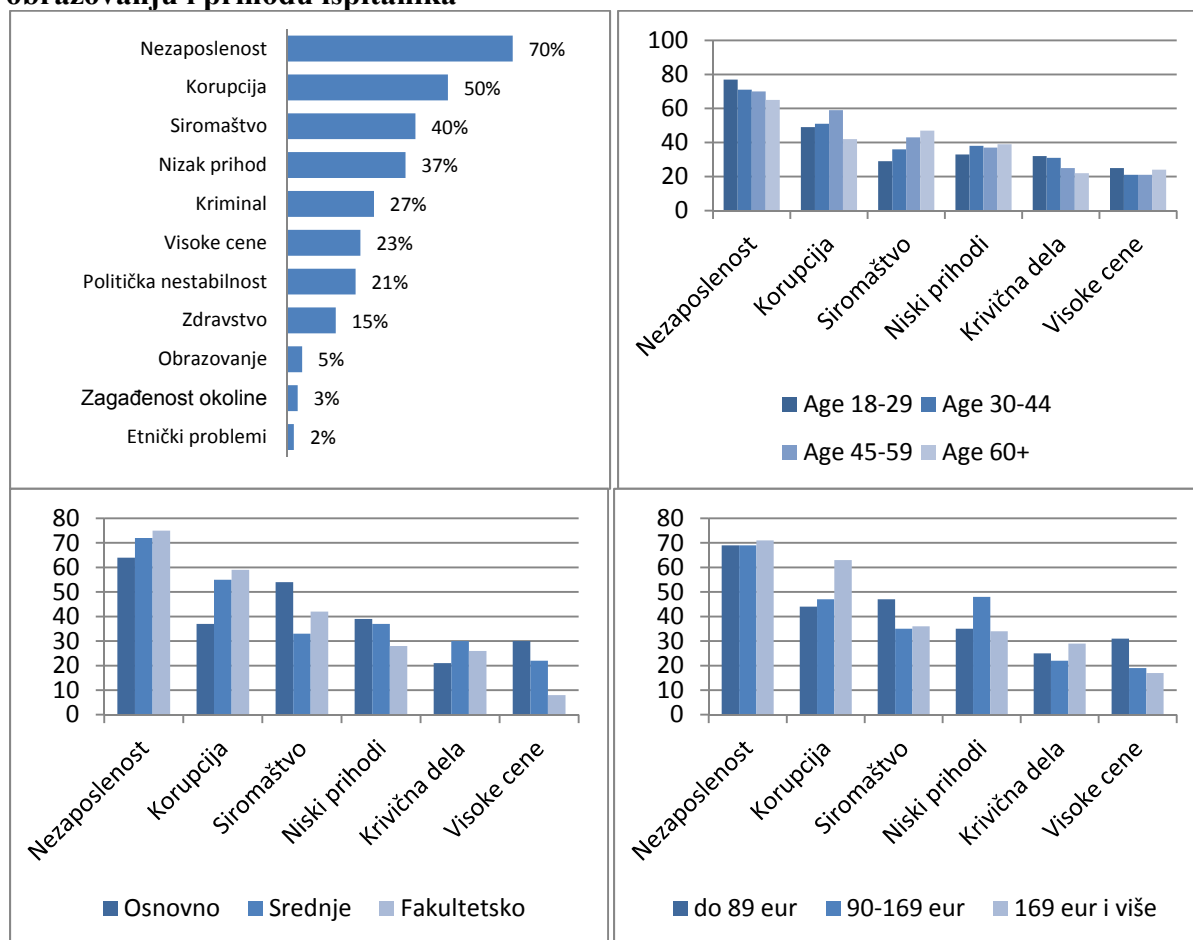 obrazovanju i prihodu ispitanika
Nezaposlenost 70%
Korupcija 50%
Siromaštvo 40%
Nizak prihod 37%
Kriminal 27%
Visoke cene 23%
Politička nestabilnost 21%
Zdravstvo 15%
Obrazovanje 5%
Zagađenost okoline 3%
Etnički problemi 2%
100
80
60
40
20
0
Nezaposlenost
Korupcija
Siromaštvo
Niski prihodi
Krivična dela
Visoke cene
Age 18-29 Age 30-44
Age 45-59 Age 60+
80
70
60
50
40
30
20
10
0
Nezaposlenost
Korupcija
Siromaštvo
Niski prihodi
Krivična dela
Visoke cene
Osnovno Srednje Fakultetsko
80
70
60
50
40
30
20
10
0
Nezaposlenost
Korupcija
Siromaštvo
Niski prihodi
Krivična dela
Visoke cene
do 89 eur 90-169 eur 169 eur i više